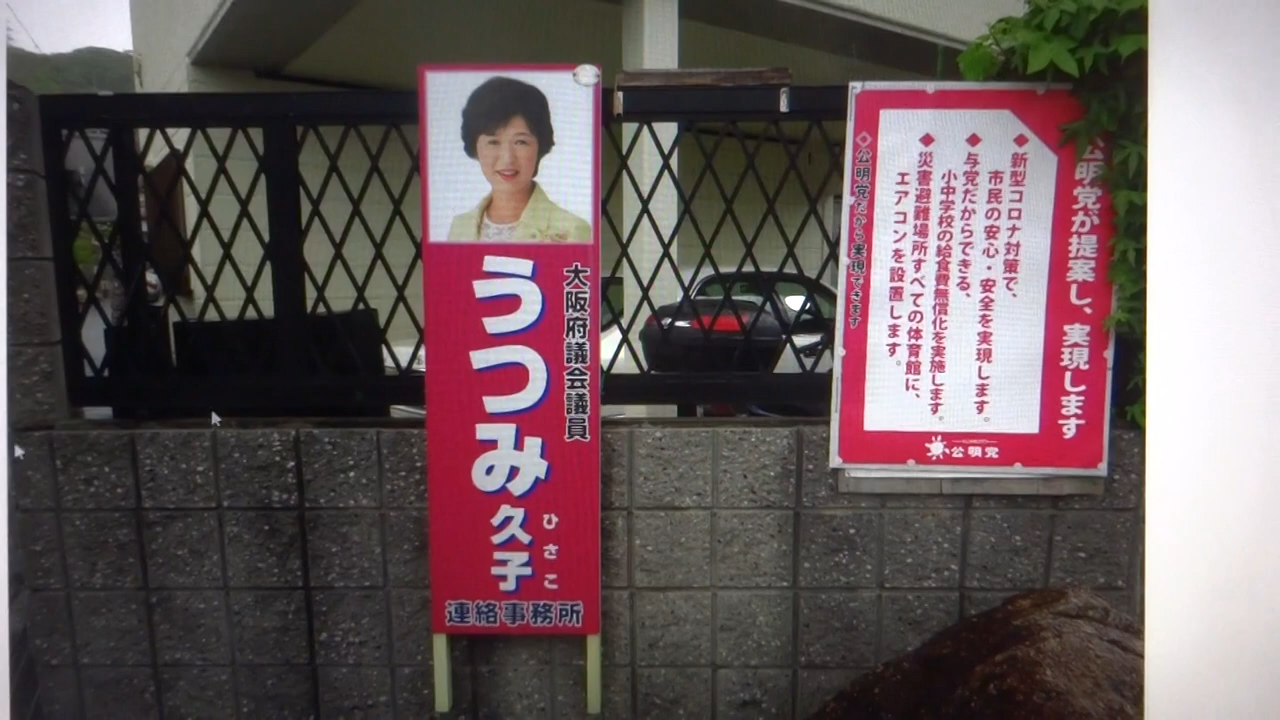 大阪府議会議員
うつみ久子
ひさこ
連絡事務所
公明党が提案し、実現します
◆新型コロナ対策で、
市民の安心・安全を実現します。
◆与党だからできる、
小中学校の給食費無償化を実施します。
◆災害避難場所すべての体育館に、
エアコンを設置します。
◇公明党だから実現できます
公明党